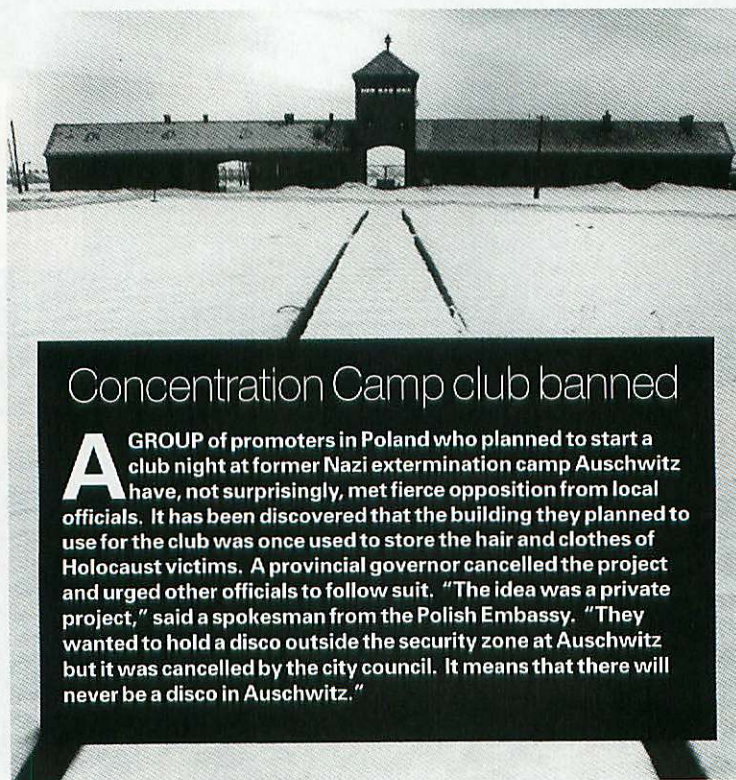 Concentration Camp club banned
A GROUP of promoters in Poland who planned to start a
club night at former Nazi extermination camp Auschwitz
have, not surprisingly, met fierce opposition from local
officials. It has been discovered that the building they planned to
use for the club was once used to store the hair and clothes of
Holocaust victims. A provincial governor cancelled the project
and urged other officials to follow suit. "The idea was a private
project," said a spokesman from the Polish Embassy. "They
wanted to hold a disco outside the security zone at Auschwitz
but it was cancelled by the city council. It means that there will
never be a disco in Auschwitz."